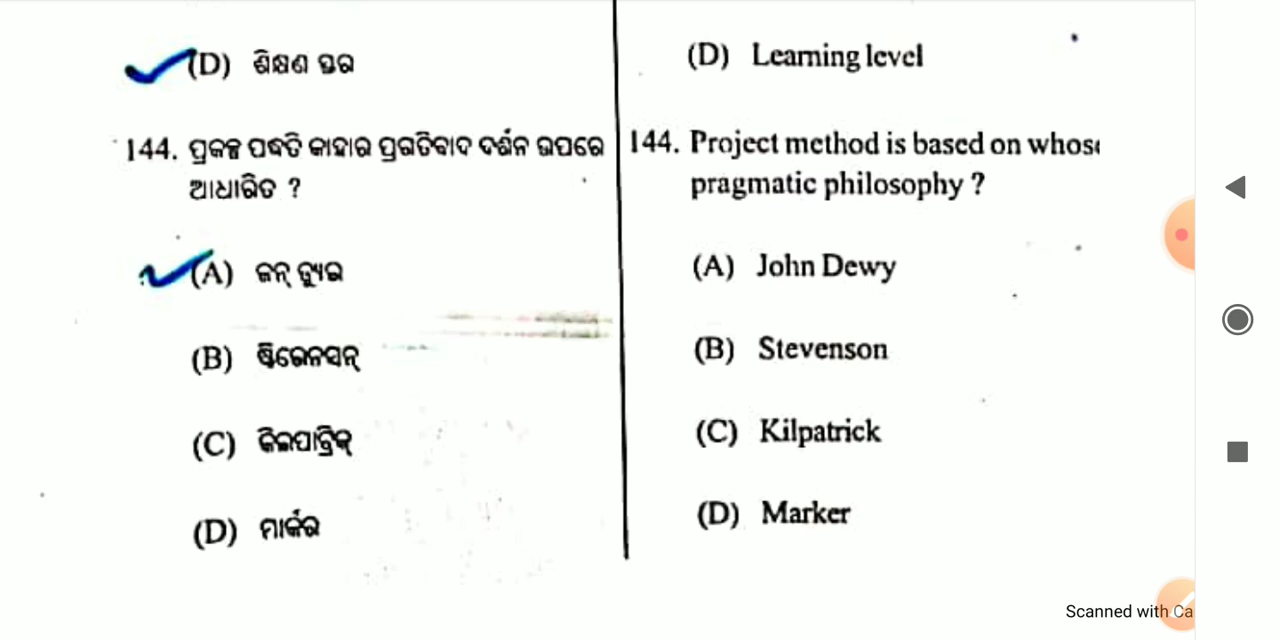 (D) ଶିକ୍ଷଣ ସ୍ତର
144. ପ୍ରକଳ୍ପ ପଦ୍ଧତି କାହାର ପ୍ରଗତିବାଦ ଦର୍ଶନ ଉପରେ
ଆଧାରିତ ?
(A) ଜନ୍ ଡ୍ୟୁଇ
(B) ଷ୍ଟିଭେନସନ୍
(C) କିଲପାଟ୍ରିକ୍
(D) ମାର୍କର
(D) Learning level
144. Project method is based on whose
pragmatic philosophy ?
(A) John Dewy
(B) Stevenson
(C) Kilpatrick
(D) Marker
Scanned with Ca